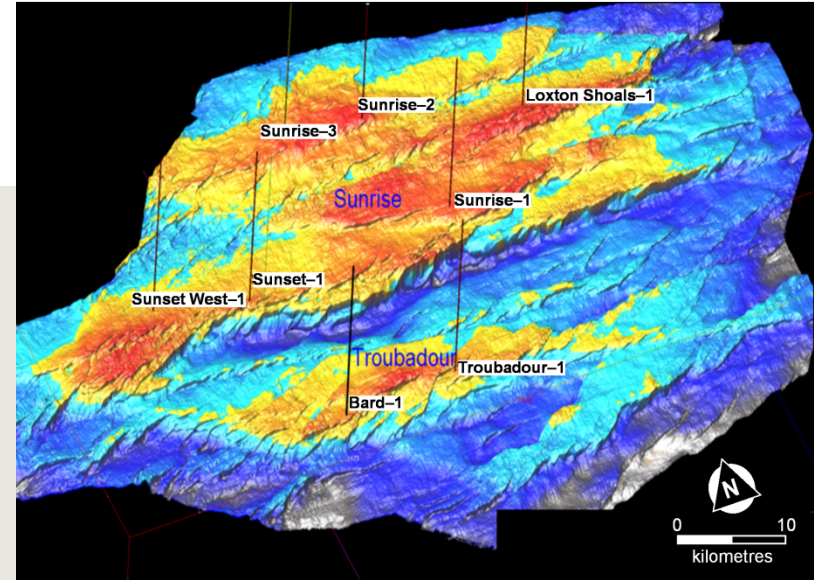 Loxton Shoals–1
Sunrise–2
Sunrise–3
Sunrise
Sunrise–1
Sunset–1
Sunset West–1
Troubadour
Troubadour–1
Bard–1
N
0 10
kilometres